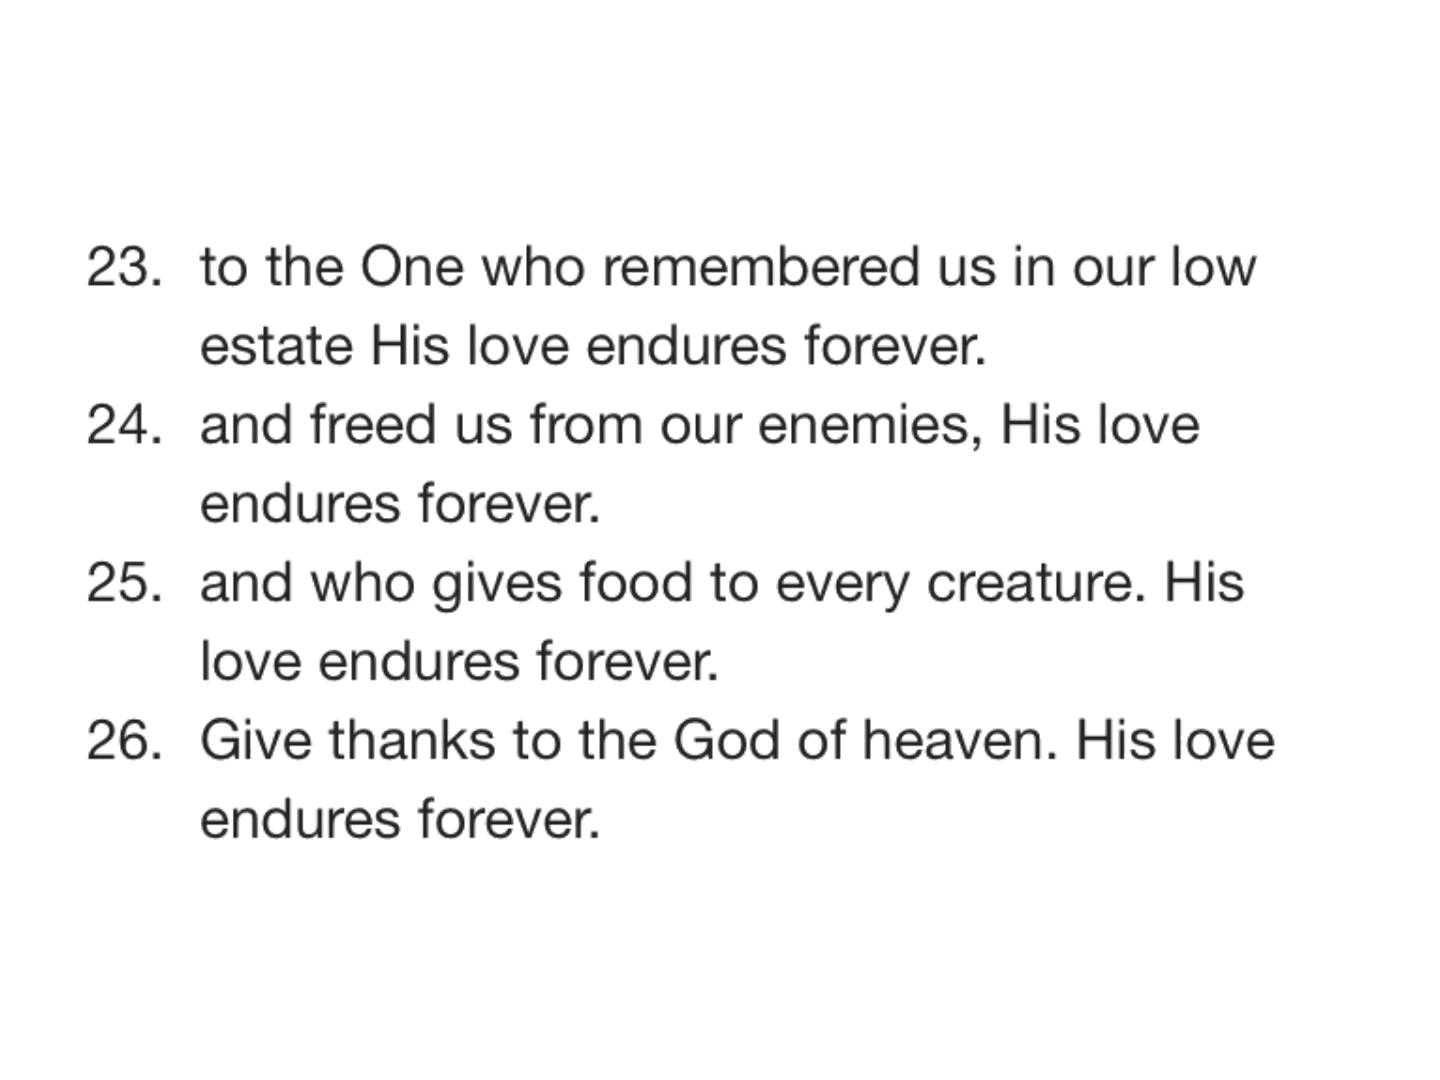 23. to the One who remembered us in our low
estate His love endures forever.
24. and freed us from our enemies, His love
endures forever.
25. and who gives food to every creature. His
love endures forever.
26. Give thanks to the God of heaven. His love
endures forever.